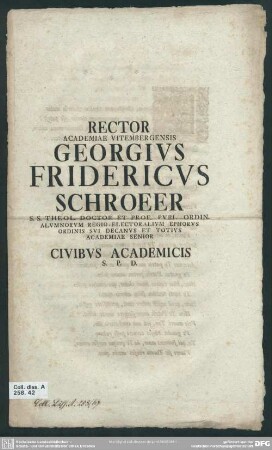 RECTOR
ACADEMIAE VITEMBERGENSIS
GEORGIVS
FRIDERICVS
SCHROEER
S. S. THEOL. DOCTOR ET PROF. PVBL. ORDIN.
ALVMNORVM REGIO-ELECTORALIVM EPHORVS
ORDINIS SVI DECANVS ET TOTIVS
ACADEMIAE SENIOR
CIVIBVS ACADEMICIS
S. P. D.
Coll. diss. A
258, 42
DFG